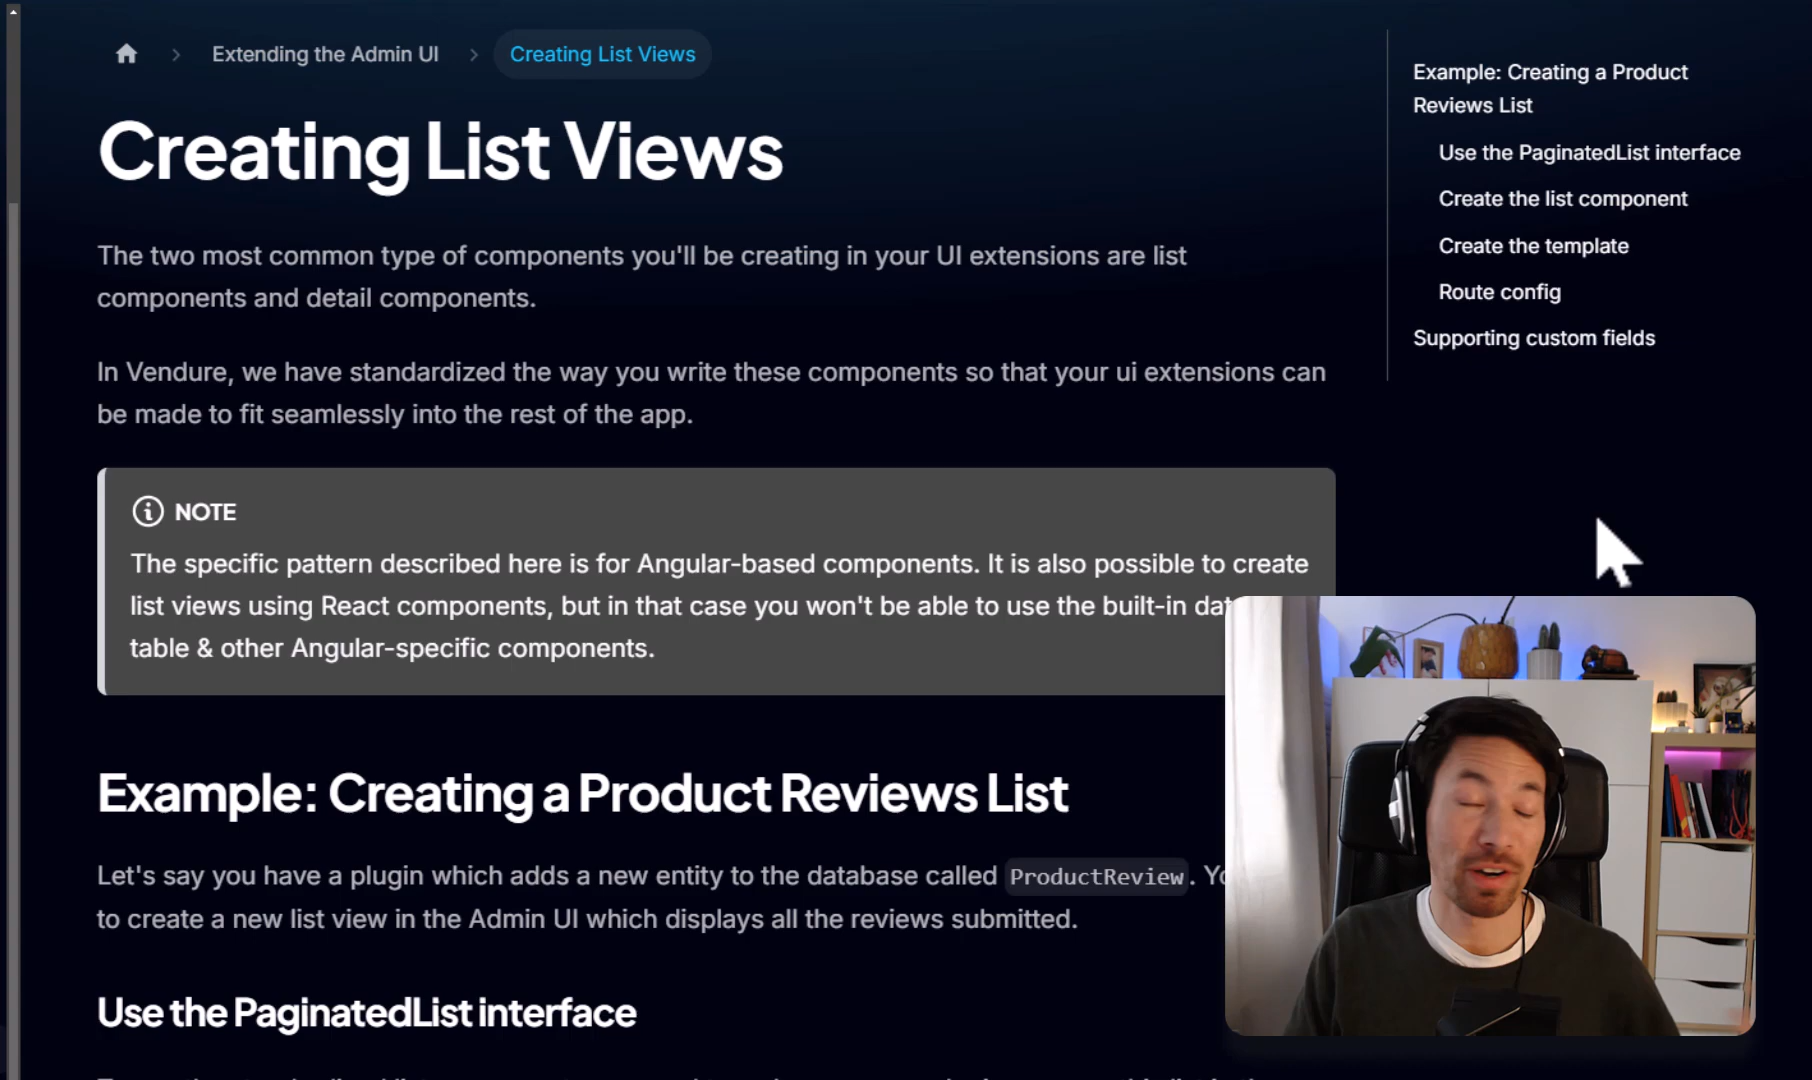 Extending the Admin UI
Creating List Views
Creating List Views
The two most common type of components you'll be creating in your UI extensions are list
components and detail components.
In Vendure, we have standardized the way you write these components so that your ui extensions can
be made to fit seamlessly into the rest of the app.
NOTE
The specific pattern described here is for Angular-based components. It is also possible to create
list views using React components, but in that case you won't be able to use the built-in
table & other Angular-specific components.
Example: Creating a Product Reviews List
Let's say you have a plugin which adds a new entity to the database called ProductReview.
to create a new list view in the Admin UI which displays all the reviews submitted.
Use the PaginatedList interface
Example: Creating a Product
Reviews List
Use the PaginatedList interface
Create the list component
Create the template
Route config
Supporting custom fields